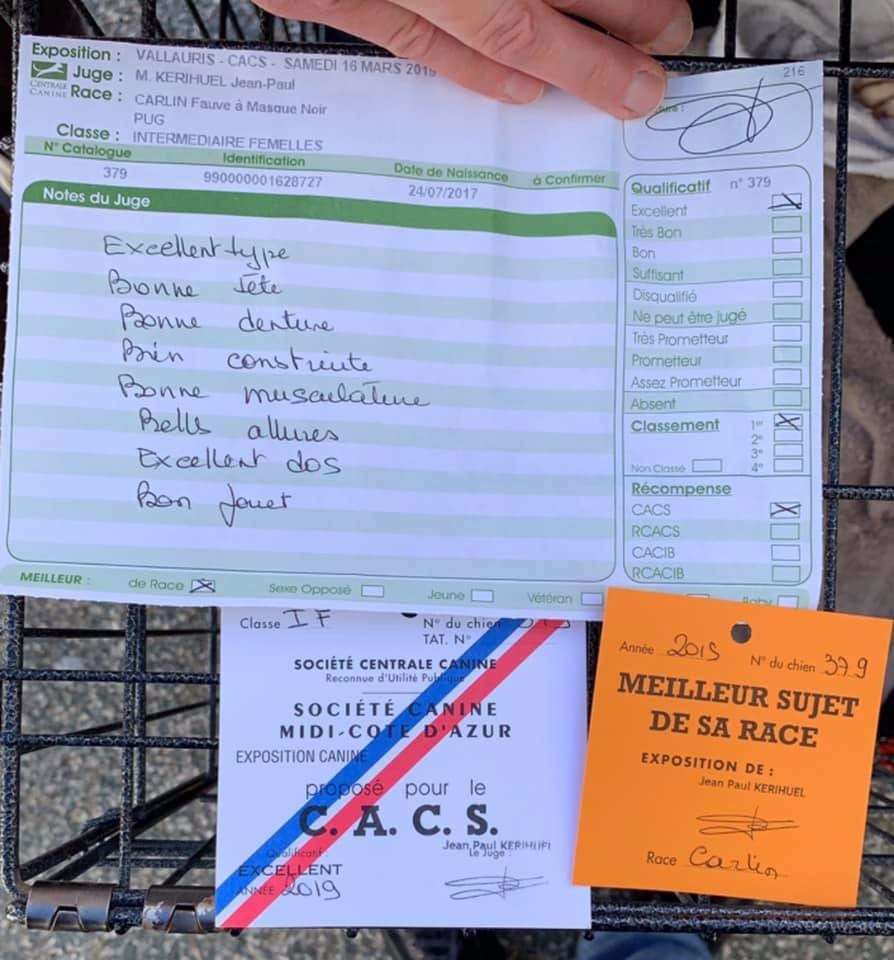 Exposition : VALLAURIS - CACS - SAMEDI 16 MARS 2019
CENTRALE CANINE
Juge : M. KERIHUEL Jean-Paul
Race : CARLIN Fauve à Masque Noir
PUG
Classe : INTERMEDIAIRE FEMELLES
N° Catalogue Identification Date de Naissance à Confirmer
379 990000001628727 24/07/2017
Notes du Juge
Excellent type
Bonne tête
Bonne denture
Bien construite
Bonne musculature
Belles allures
Excellent dos
Bon fouet
216
Qualificatif n° 379
Excellent
Très Bon
Bon
Suffisant
Disqualifié
Ne peut être jugé
Très Prometteur
Prometteur
Assez Prometteur
Absent
Classement 1er
2e
3e
Non Classé 4e
Récompense
CACS
RCACS
CACIB
RCACIB
MEILLEUR : de Race Sexe Opposé Jeune Vétéran Baby
Classe IF N° du chien 379
TAT. N°
SOCIÉTÉ CENTRALE CANINE
Reconnue d'Utilité Publique
SOCIÉTÉ CANINE
MIDI-COTE D'AZUR
EXPOSITION CANINE
proposé pour le
C. A. C. S.
Qualificatif Jean Paul KERIHUEL
Le Juge :
EXCELLENT
ANNÉE 2019
Année 2019 N° du chien 379
MEILLEUR SUJET
DE SA RACE
EXPOSITION DE :
Jean Paul KERIHUEL
Race Carlin